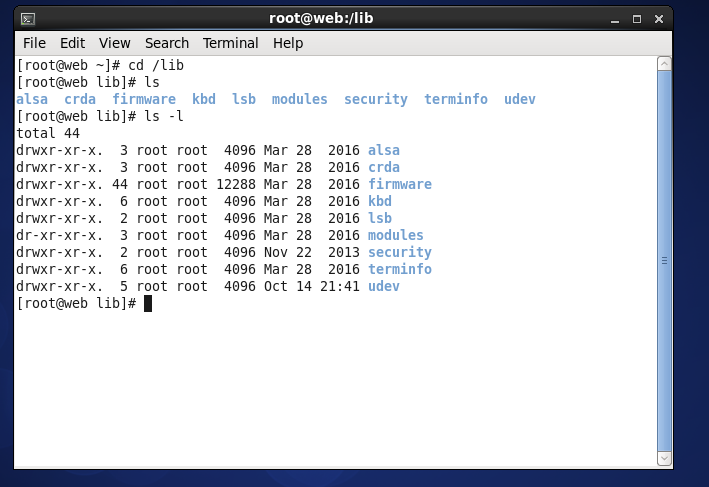 root@web:/lib
File Edit View Search Terminal Help
[root@web ~]# cd /lib
[root@web lib]# ls
alsa  crda  firmware  kbd  lsb  modules  security  terminfo  udev
[root@web lib]# ls -l
total 44
drwxr-xr-x.  3 root root  4096 Mar 28  2016 alsa
drwxr-xr-x.  3 root root  4096 Mar 28  2016 crda
drwxr-xr-x. 44 root root 12288 Mar 28  2016 firmware
drwxr-xr-x.  6 root root  4096 Mar 28  2016 kbd
drwxr-xr-x.  2 root root  4096 Mar 28  2016 lsb
dr-xr-xr-x.  3 root root  4096 Mar 28  2016 modules
drwxr-xr-x.  2 root root  4096 Nov 22  2013 security
drwxr-xr-x.  6 root root  4096 Mar 28  2016 terminfo
drwxr-xr-x.  5 root root  4096 Oct 14 21:41 udev
[root@web lib]#